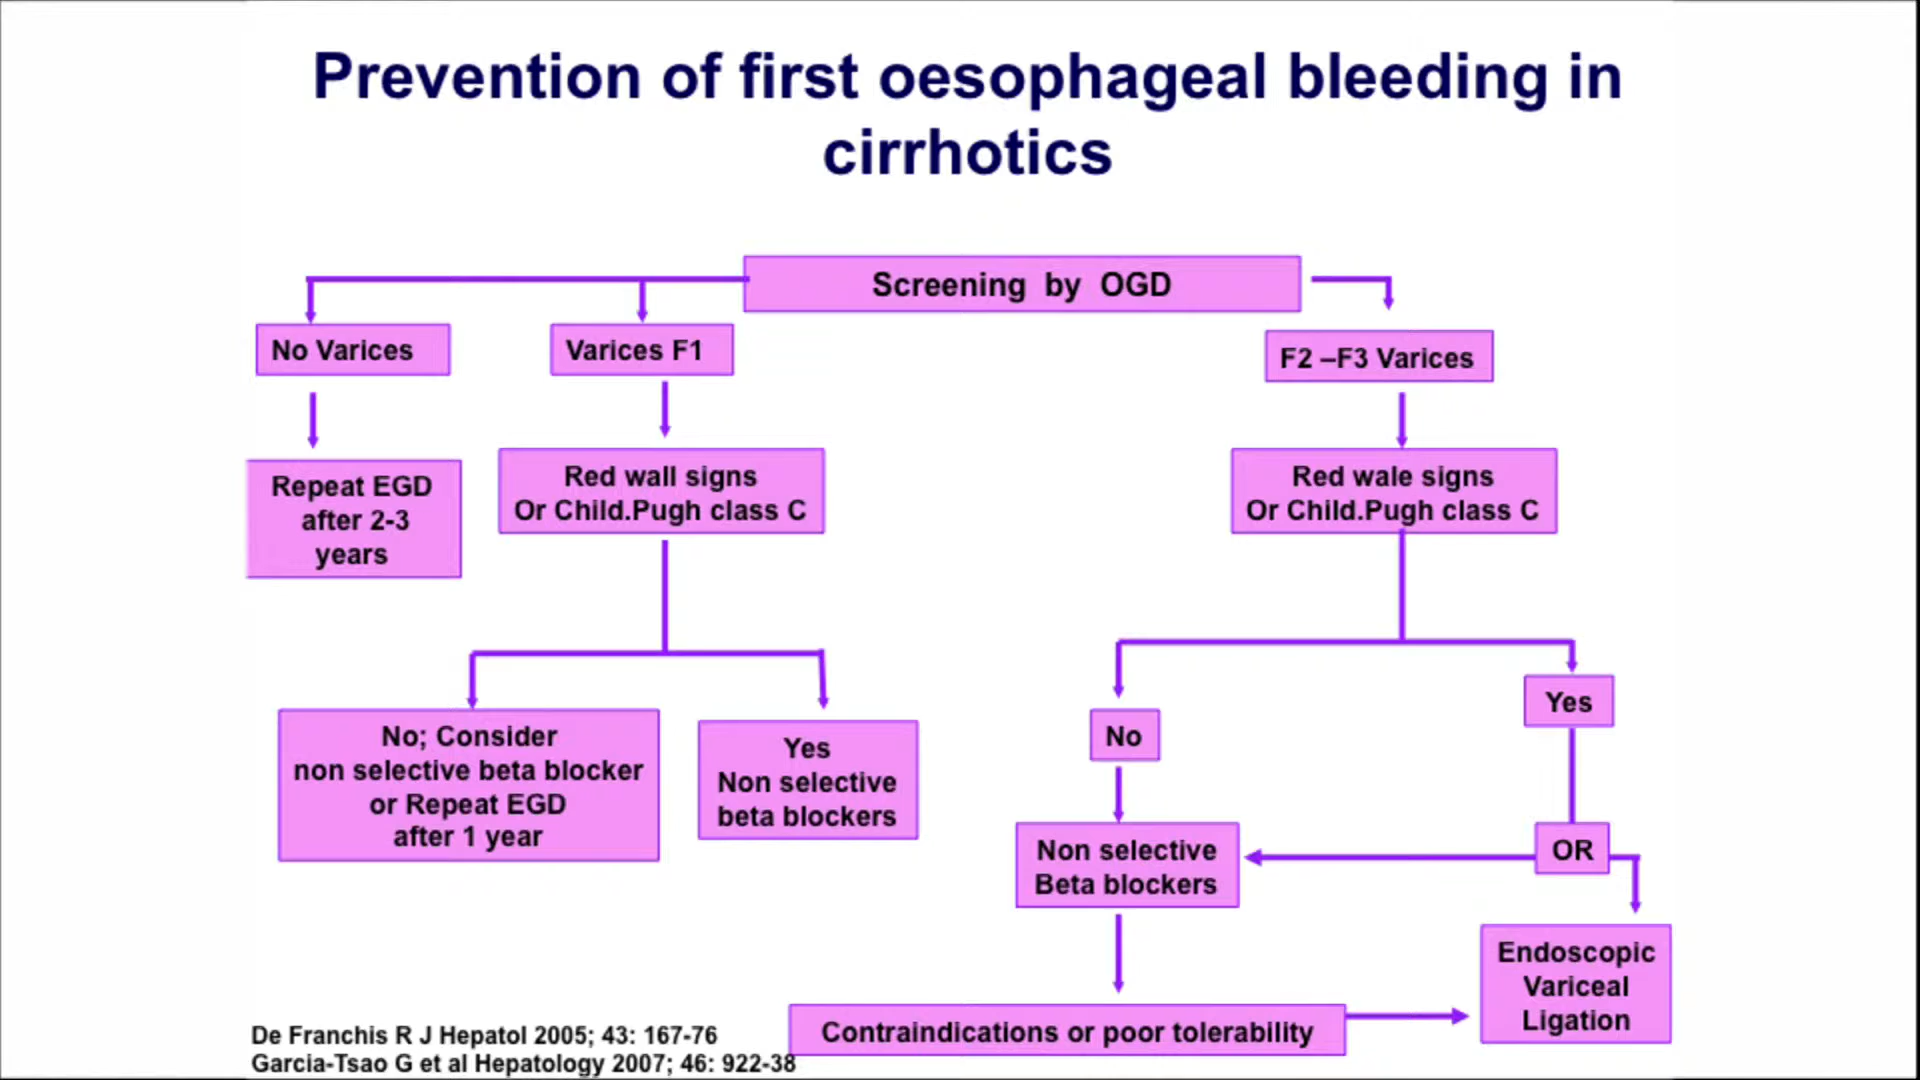 Prevention of first oesophageal bleeding in
cirrhotics
Screening by OGD
No Varices
Varices F1
F2 –F3 Varices
Repeat EGD
after 2-3
years
Red wall signs
Or Child.Pugh class C
Red wale signs
Or Child.Pugh class C
No; Consider
non selective beta blocker
or Repeat EGD
after 1 year
Yes
Non selective
beta blockers
No
Yes
Non selective
Beta blockers
OR
Endoscopic
Variceal
Ligation
Contraindications or poor tolerability
De Franchis R J Hepatol 2005; 43: 167-76
Garcia-Tsao G et al Hepatology 2007; 46: 922-38